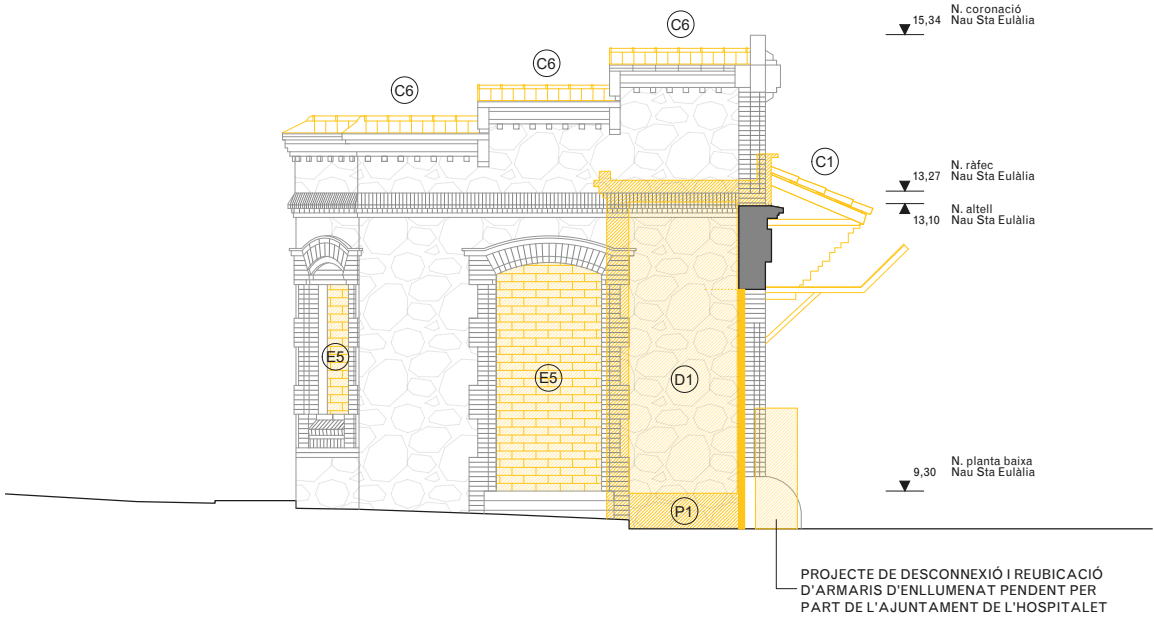 C6
15,34 N. coronació
Nau Sta Eulàlia
C6
C6
C1
13,27 N. ràfec
Nau Sta Eulàlia
13,10 N. altell
Nau Sta Eulàlia
E5
E5
D1
9,30 N. planta baixa
Nau Sta Eulàlia
P1
PROJECTE DE DESCONNEXIÓ I REUBICACIÓ
D'ARMARIS D'ENLLUMENAT PENDENT PER
PART DE L'AJUNTAMENT DE L'HOSPITALET